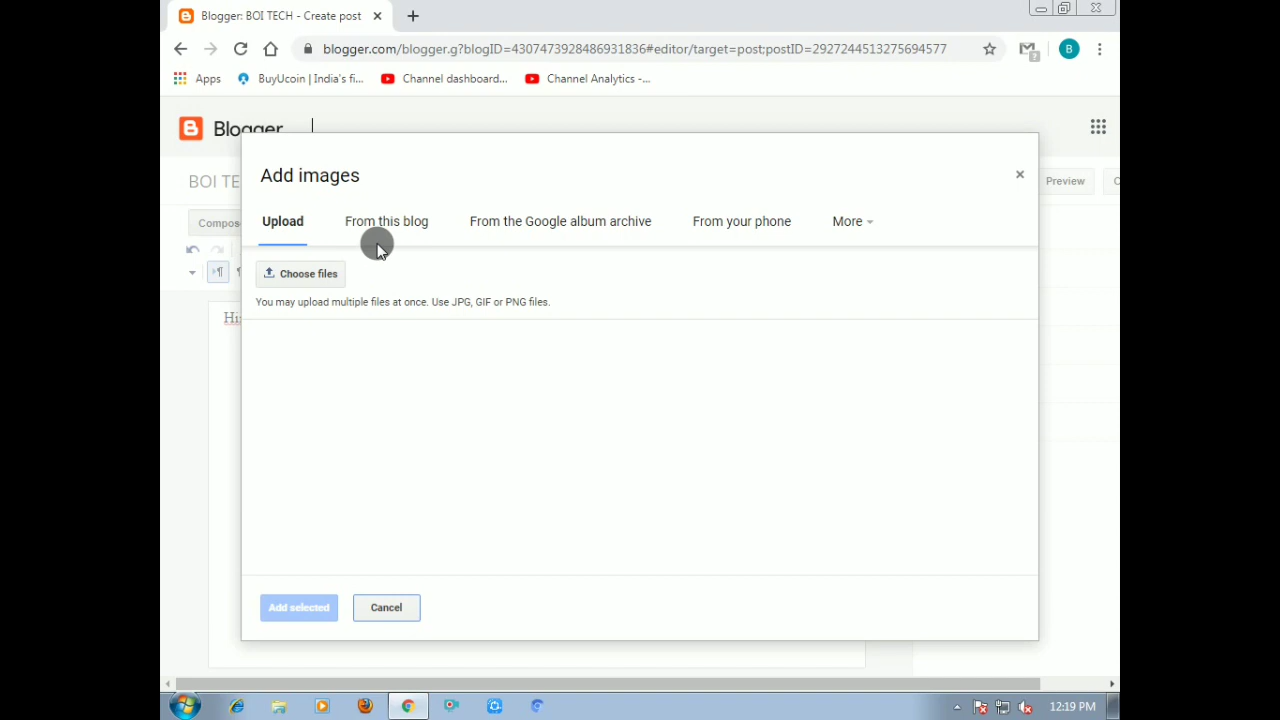 Blogger: BOI TECH - Create post
blogger.com/blogger.g?blogID=4307473928486931836#editor/target=post;postID=2927244513275694577
B
Apps
BuyUcoin | India's fi...
Channel dashboard...
Channel Analytics -...
Blogger
BOI TE
Preview
Compos
Hi
Add images
Upload
From this blog
From the Google album archive
From your phone
More
Choose files
You may upload multiple files at once. Use JPG, GIF or PNG files.
Add selected
Cancel
12:19 PM